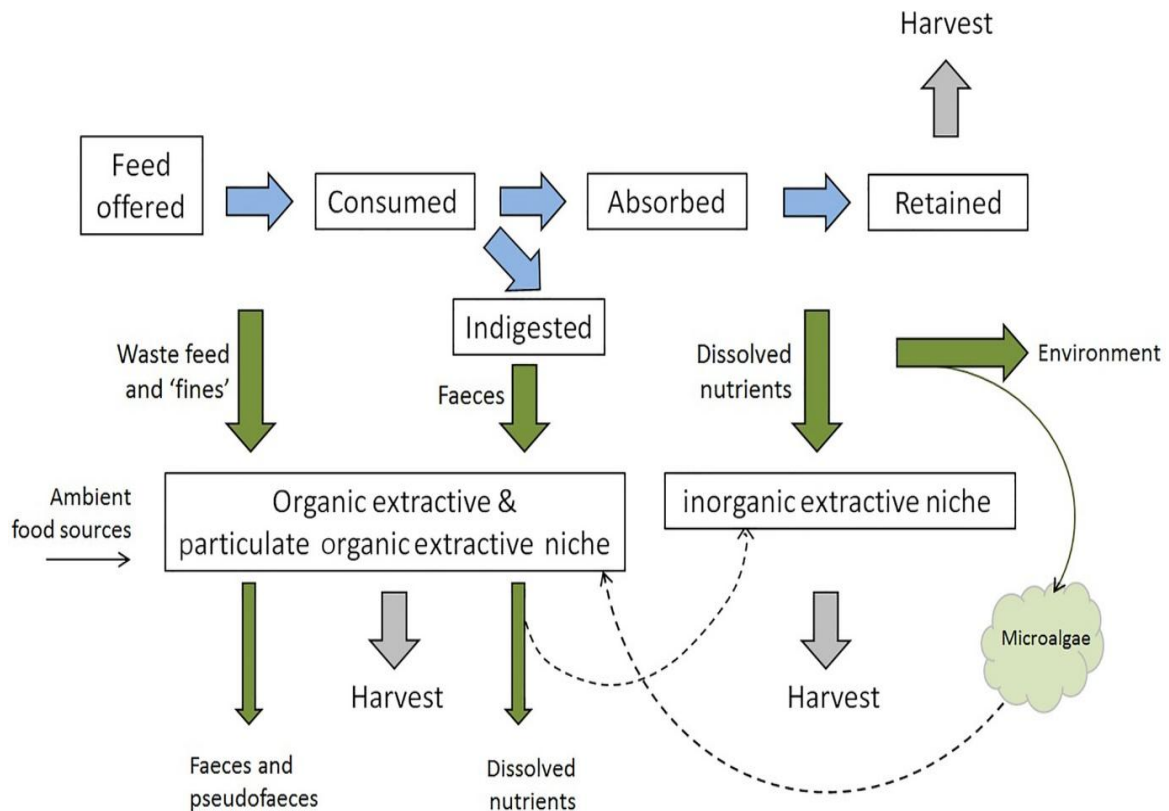 Harvest
Feed
offered
Consumed
Absorbed
Retained
Indigested
Waste feed
and ‘fines’
Faeces
Dissolved
nutrients
Environment
Ambient
food sources
Organic extractive &
particulate organic extractive niche
inorganic extractive niche
Microalgae
Harvest
Harvest
Faeces and
pseudofaeces
Dissolved
nutrients